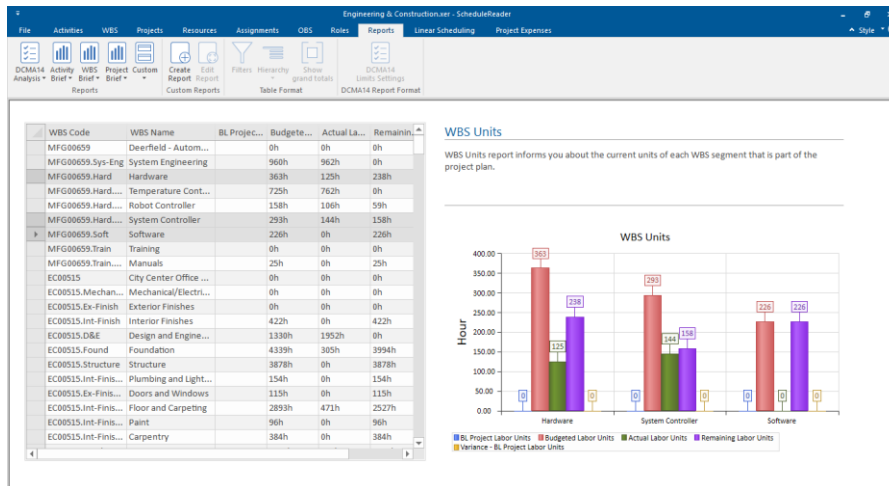 Engineering & Construction.xer - ScheduleReader
File Activities WBS Projects Resources Assignments OBS Roles Reports Linear Scheduling Project Expenses Style
DCMA14 Analysis Activity Brief WBS Brief Project Brief Custom Create Report Edit Report Filters Hierarchy Show grand totals DCMA14 Limits Settings
Reports Custom Reports Table Format DCMA14 Report Format
WBS Code WBS Name BL Projec... Budgete... Actual La... Remainin...
MFG00659 Deerfield - Autom... 0h 0h 0h
MFG00659.Sys-Eng System Engineering 960h 962h 0h
MFG00659.Hard Hardware 363h 125h 238h
MFG00659.Hard.... Temperature Cont... 725h 762h 0h
MFG00659.Hard.... Robot Controller 158h 106h 59h
MFG00659.Hard.... System Controller 293h 144h 158h
MFG00659.Soft Software 226h 0h 226h
MFG00659.Train Training 0h 0h 0h
MFG00659.Train.... Manuals 25h 0h 25h
EC00515 City Center Office ... 0h 0h 0h
EC00515.Mechan... Mechanical/Electri... 0h 0h 0h
EC00515.Ex-Finish Exterior Finishes 0h 0h 0h
EC00515.Int-Finish Interior Finishes 422h 0h 422h
EC00515.D&E Design and Engine... 1330h 1952h 0h
EC00515.Found Foundation 4339h 305h 3994h
EC00515.Structure Structure 3878h 0h 3878h
EC00515.Int-Finis... Plumbing and Light... 154h 0h 154h
EC00515.Ex-Finis... Doors and Windows 115h 0h 115h
EC00515.Int-Finis... Floor and Carpeting 2893h 471h 2527h
EC00515.Int-Finis... Paint 96h 0h 96h
EC00515.Int-Finis... Carpentry 384h 0h 384h
WBS Units
WBS Units report informs you about the current units of each WBS segment that is part of the
project plan.
WBS Units
Hour
400.00
350.00
300.00
250.00
200.00
150.00
100.00
50.00
0.00
0 363 125 238 0
0 293 144 158 0
0 226 0 226 0
Hardware System Controller Software
BL Project Labor Units Budgeted Labor Units Actual Labor Units Remaining Labor Units
Variance - BL Project Labor Units